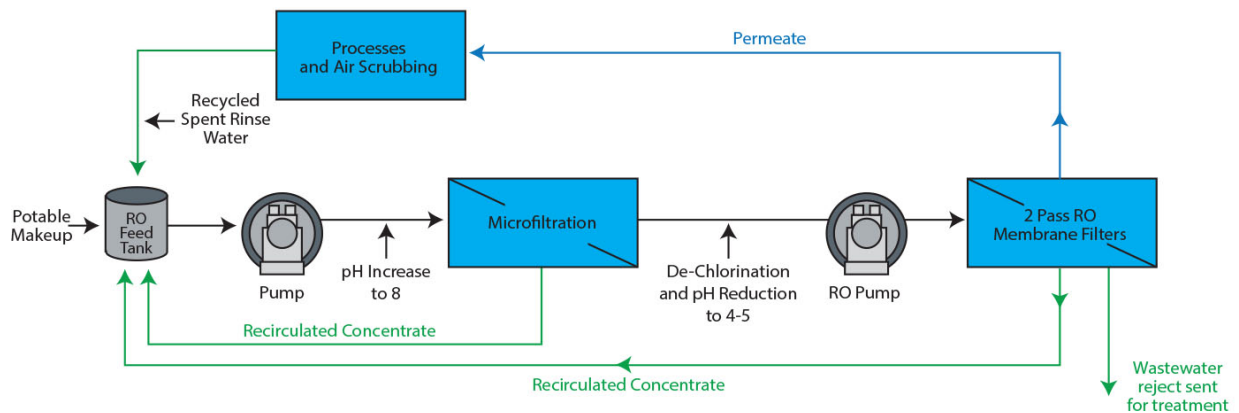 Processes
and Air Scrubbing
Permeate
Recycled
Spent Rinse
Water
Potable
Makeup
RO
Feed
Tank
Pump
pH Increase
to 8
Microfiltration
De-Chlorination
and pH Reduction
to 4-5
RO Pump
2 Pass RO
Membrane Filters
Recirculated Concentrate
Recirculated Concentrate
Wastewater
reject sent
for treatment